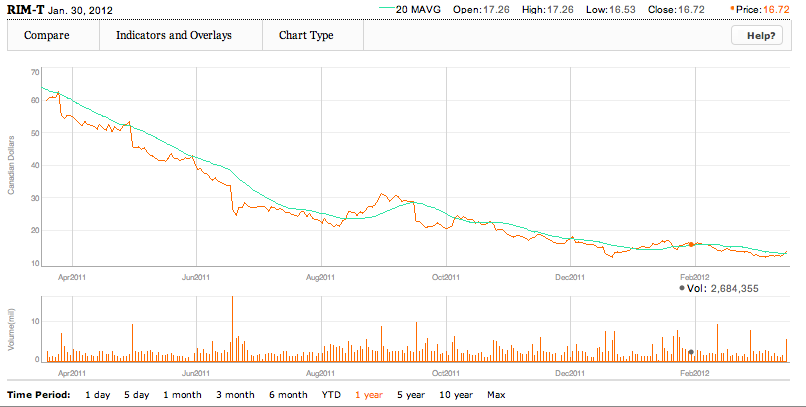 RIM-T Jan. 30, 2012 20 MAVG Open:17.26 High:17.26 Low:16.53 Close:16.72 Price:16.72
Compare Indicators and Overlays Chart Type Help?
70
60
50
40
30
20
10
Canadian Dollars
Apr2011 Jun2011 Aug2011 Oct2011 Dec2011 Feb2012
Vol: 2,684,355
10
0
Volume(mil)
Apr2011 Jun2011 Aug2011 Oct2011 Dec2011 Feb2012
Time Period: 1 day 5 day 1 month 3 month 6 month YTD 1 year 5 year 10 year Max